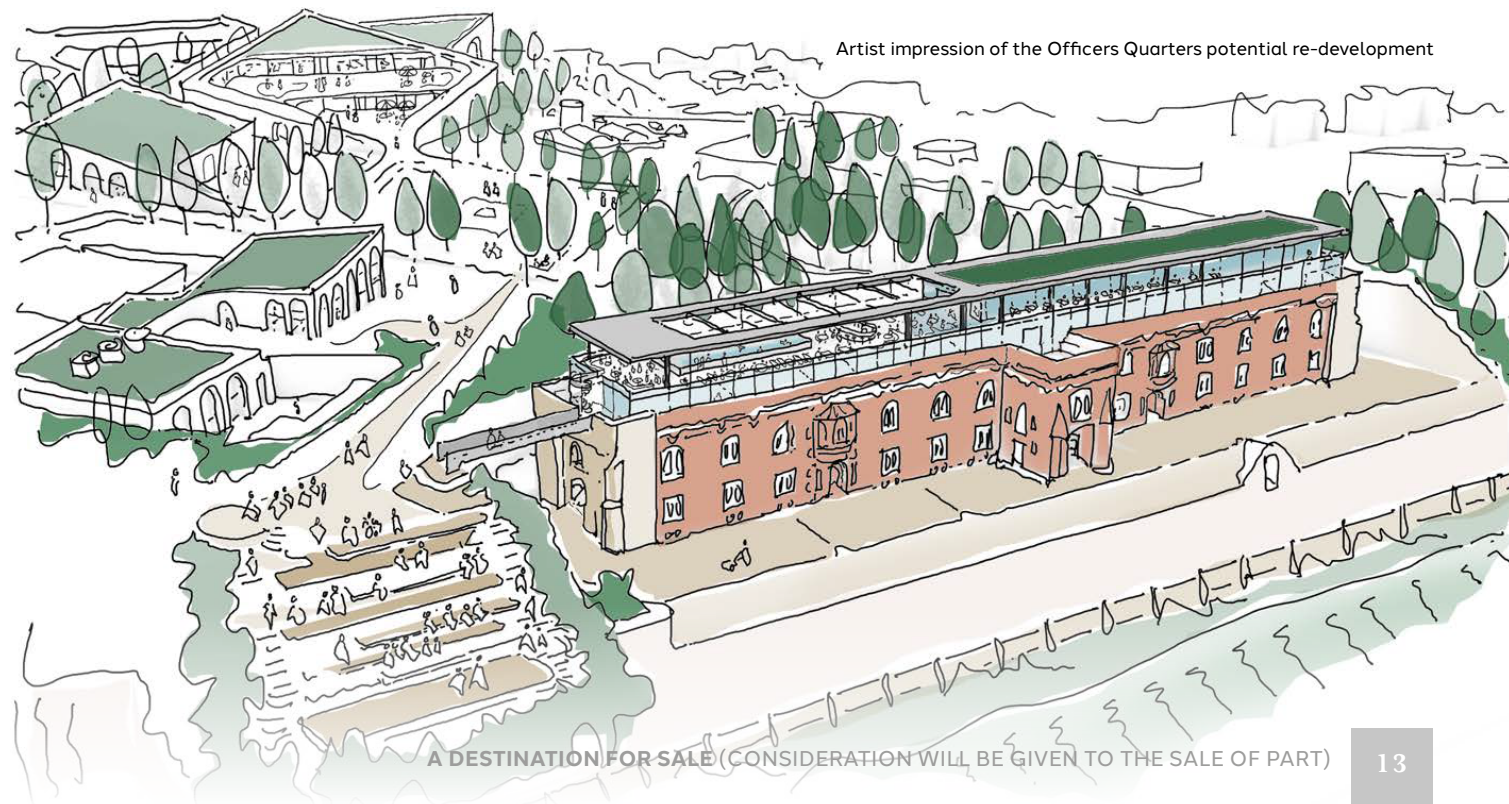 Artist impression of the Officers Quarters potential re-development
A DESTINATION FOR SALE (CONSIDERATION WILL BE GIVEN TO THE SALE OF PART)
13